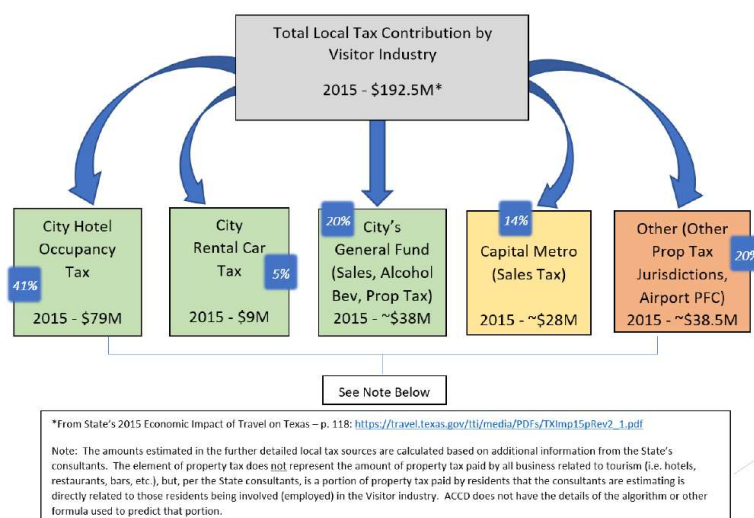 Total Local Tax Contribution by
Visitor Industry
2015 - $192.5M*
City Hotel
Occupancy
Tax
41%
2015 - $79M
City
Rental Car
Tax
5%
2015 - $9M
20%
City's
General Fund
(Sales, Alcohol
Bev, Prop Tax)
2015 - ~$38M
14%
Capital Metro
(Sales Tax)
2015 - ~$28M
Other (Other
Prop Tax
Jurisdictions,
Airport PFC)
20%
2015 - ~$38.5M
See Note Below
*From State's 2015 Economic Impact of Travel on Texas – p. 118: https://travel.texas.gov/tti/media/PDFs/TXImp15pRev2_1.pdf
Note: The amounts estimated in the further detailed local tax sources are calculated based on additional information from the State's
consultants. The element of property tax does not represent the amount of property tax paid by all business related to tourism (i.e. hotels,
restaurants, bars, etc.), but, per the State consultants, is a portion of property tax paid by residents that the consultants are estimating is
directly related to those residents being involved (employed) in the Visitor industry. ACCD does not have the details of the algorithm or other
formula used to predict that portion.